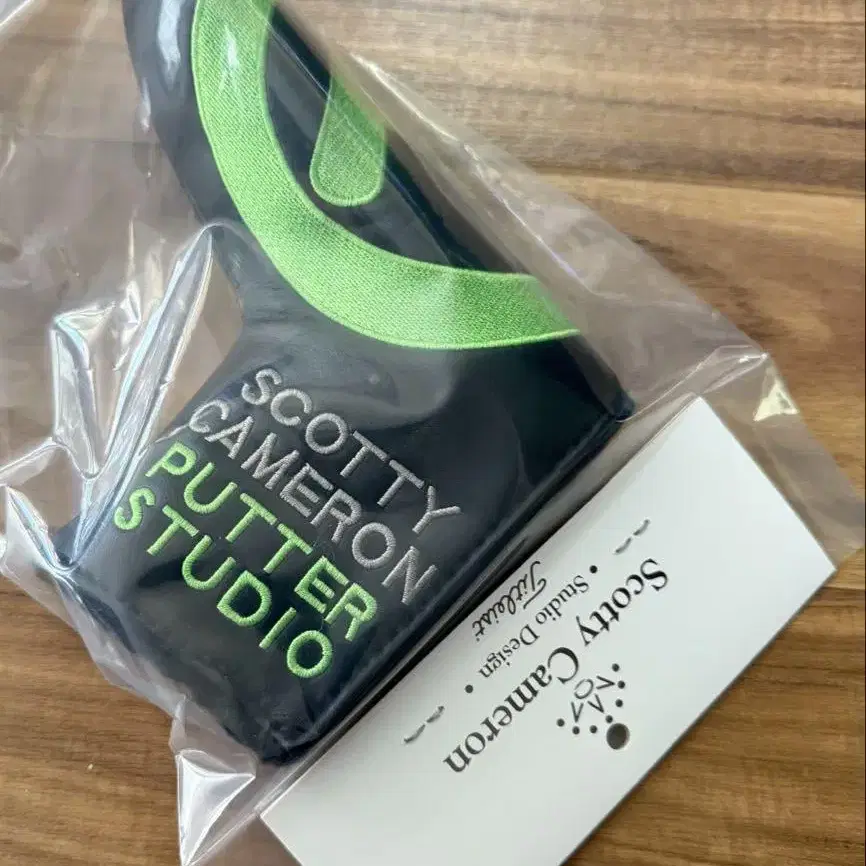 SCOTTY
CAMERON
PUTTER
STUDIO
Scotty Cameron
• Studio Design •
Titleist